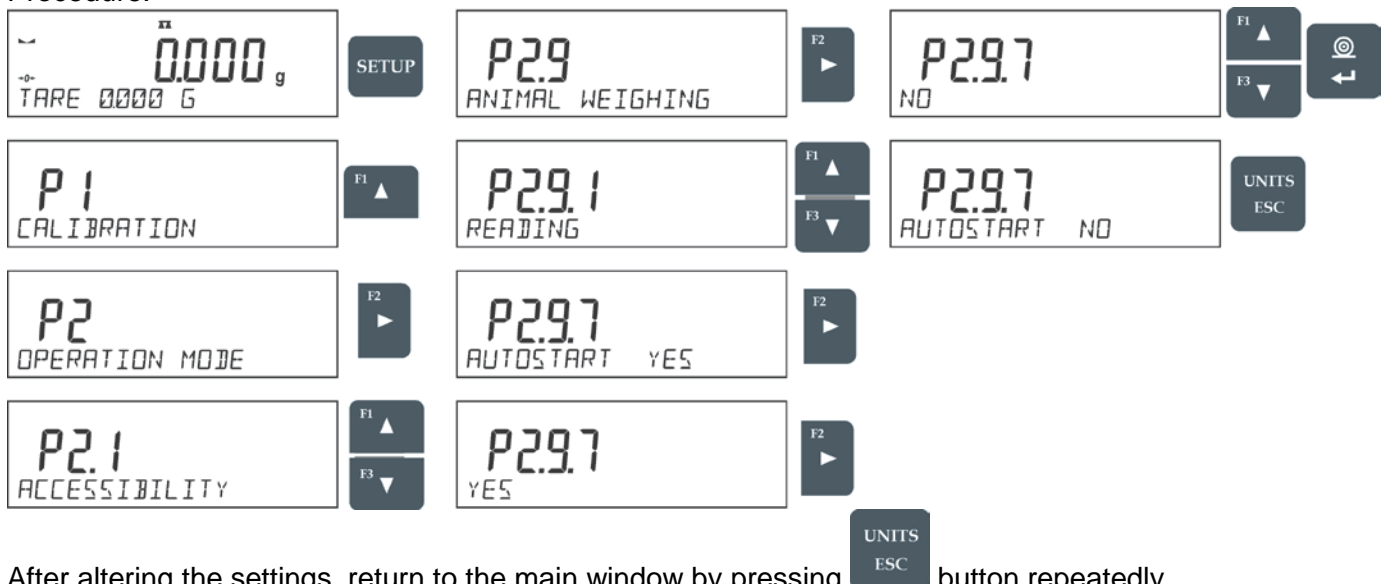 Procedure:
0.000 g
-0-
TARE 0.000 G
SETUP
P1
CALIBRATION
F1
P2
OPERATION MODE
F2
P2.1
ACCESSIBILITY
F1
F3
P2.9
ANIMAL WEIGHING
F2
P2.9.1
READING
F1
F3
P2.9.7
AUTOSTART YES
F2
P2.9.7
YES
F2
P2.9.7
NO
F1
F3
P2.9.7
AUTOSTART NO
UNITS
ESC
After altering the settings, return to the main window by pressing UNITS ESC button repeatedly